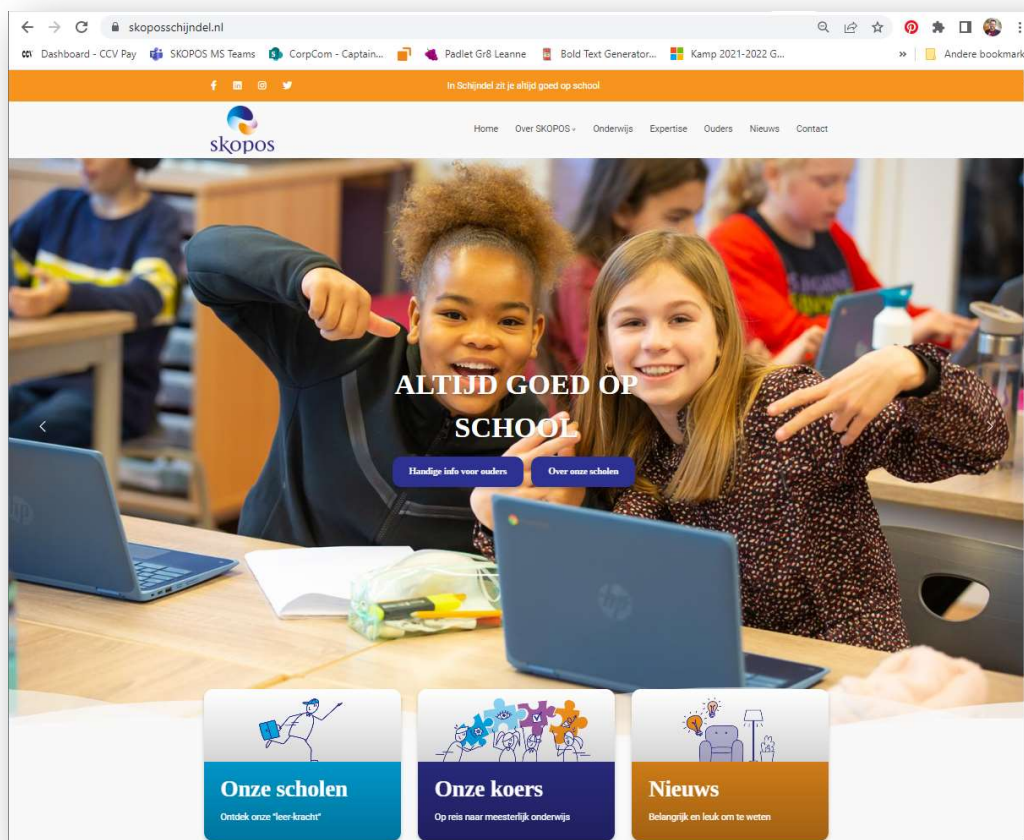 skoposschijndel.nl
Dashboard - CCV Pay
SKOPOS MS Teams
CorpCom - Captain...
Padlet Gr8 Leanne
Bold Text Generator...
Kamp 2021-2022 G...
»
Andere bookmark
In Schijndel zit je altijd goed op school
skopos
Home Over SKOPOS Onderwijs Expertise Ouders Nieuws Contact
ALTIJD GOED OP
SCHOOL
Handige info voor ouders
Over onze scholen
Onze scholen
Ontdek onze "leer-kracht"
Onze koers
Op reis naar meesterlijk onderwijs
Nieuws
Belangrijk en leuk om te weten